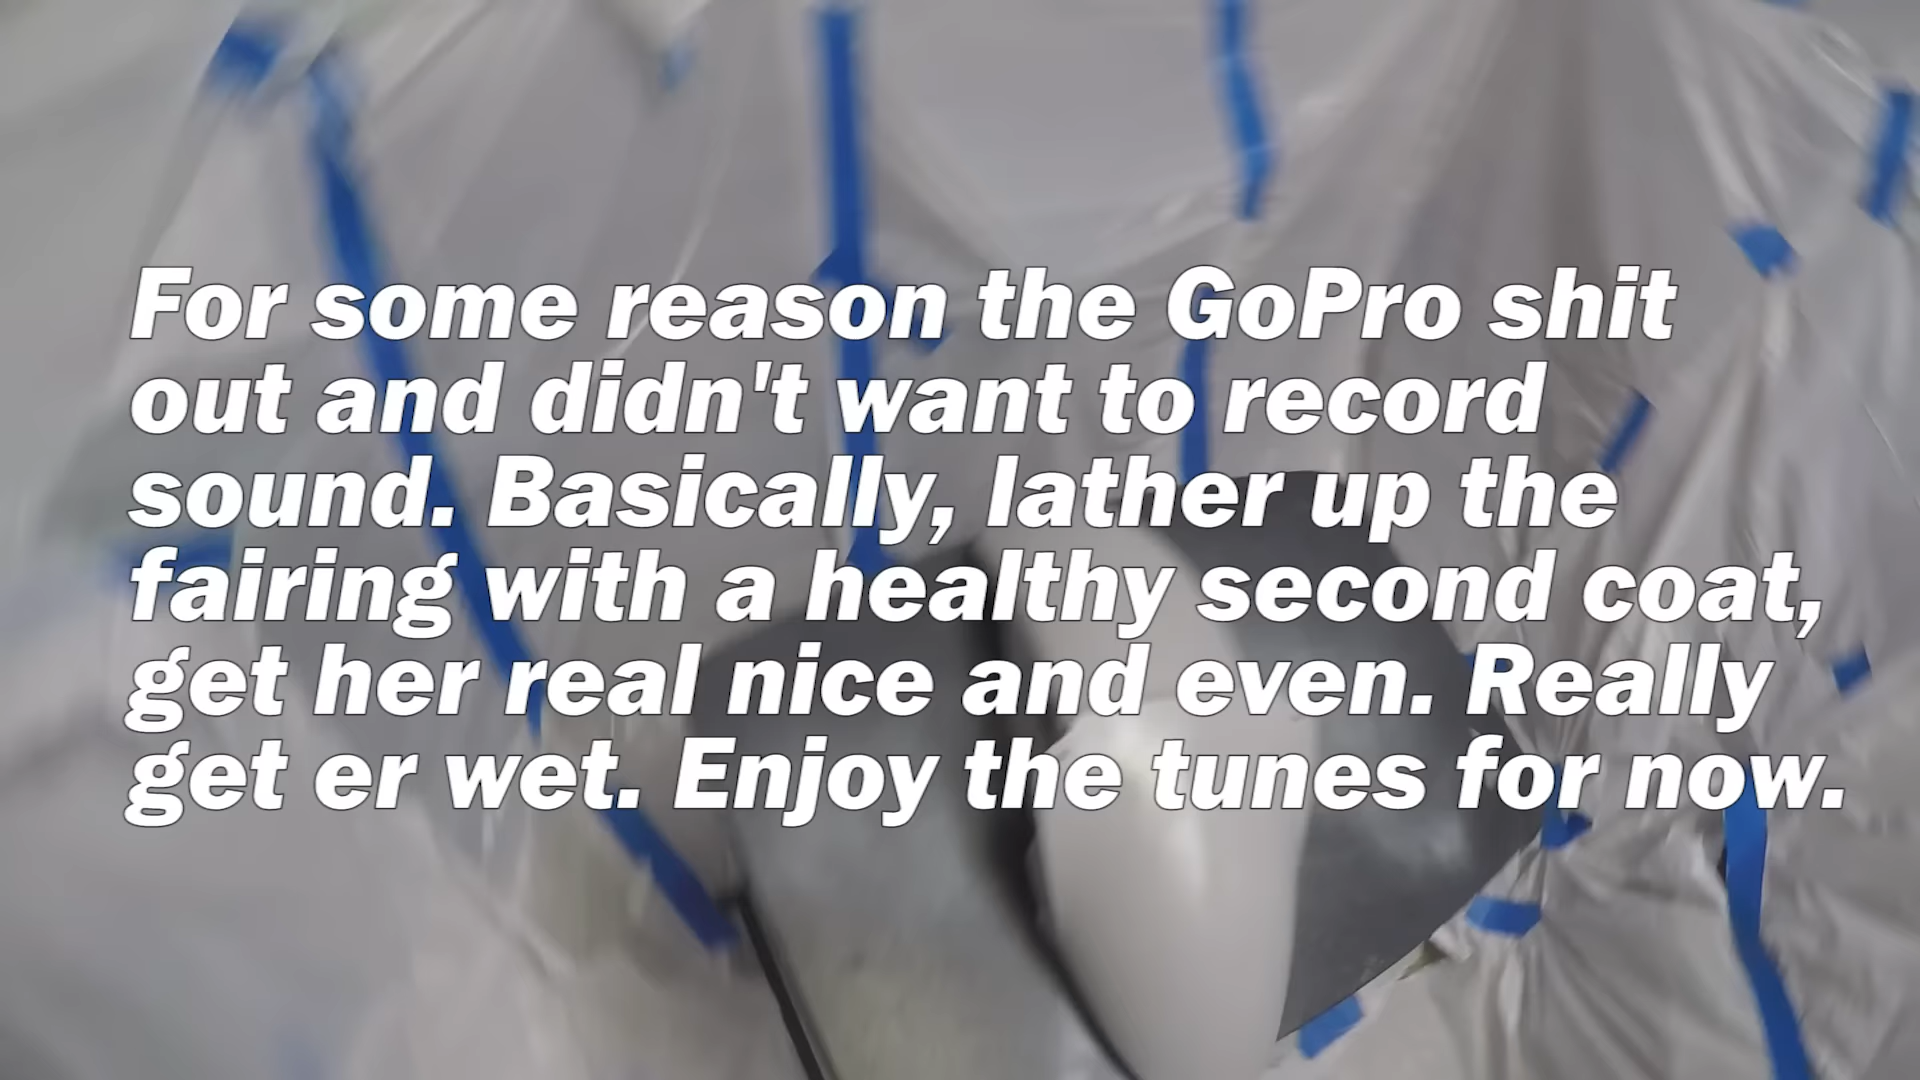 For some reason the GoPro shit
out and didn't want to record
sound. Basically, lather up the
fairing with a healthy second coat,
get her real nice and even. Really
get er wet. Enjoy the tunes for now.